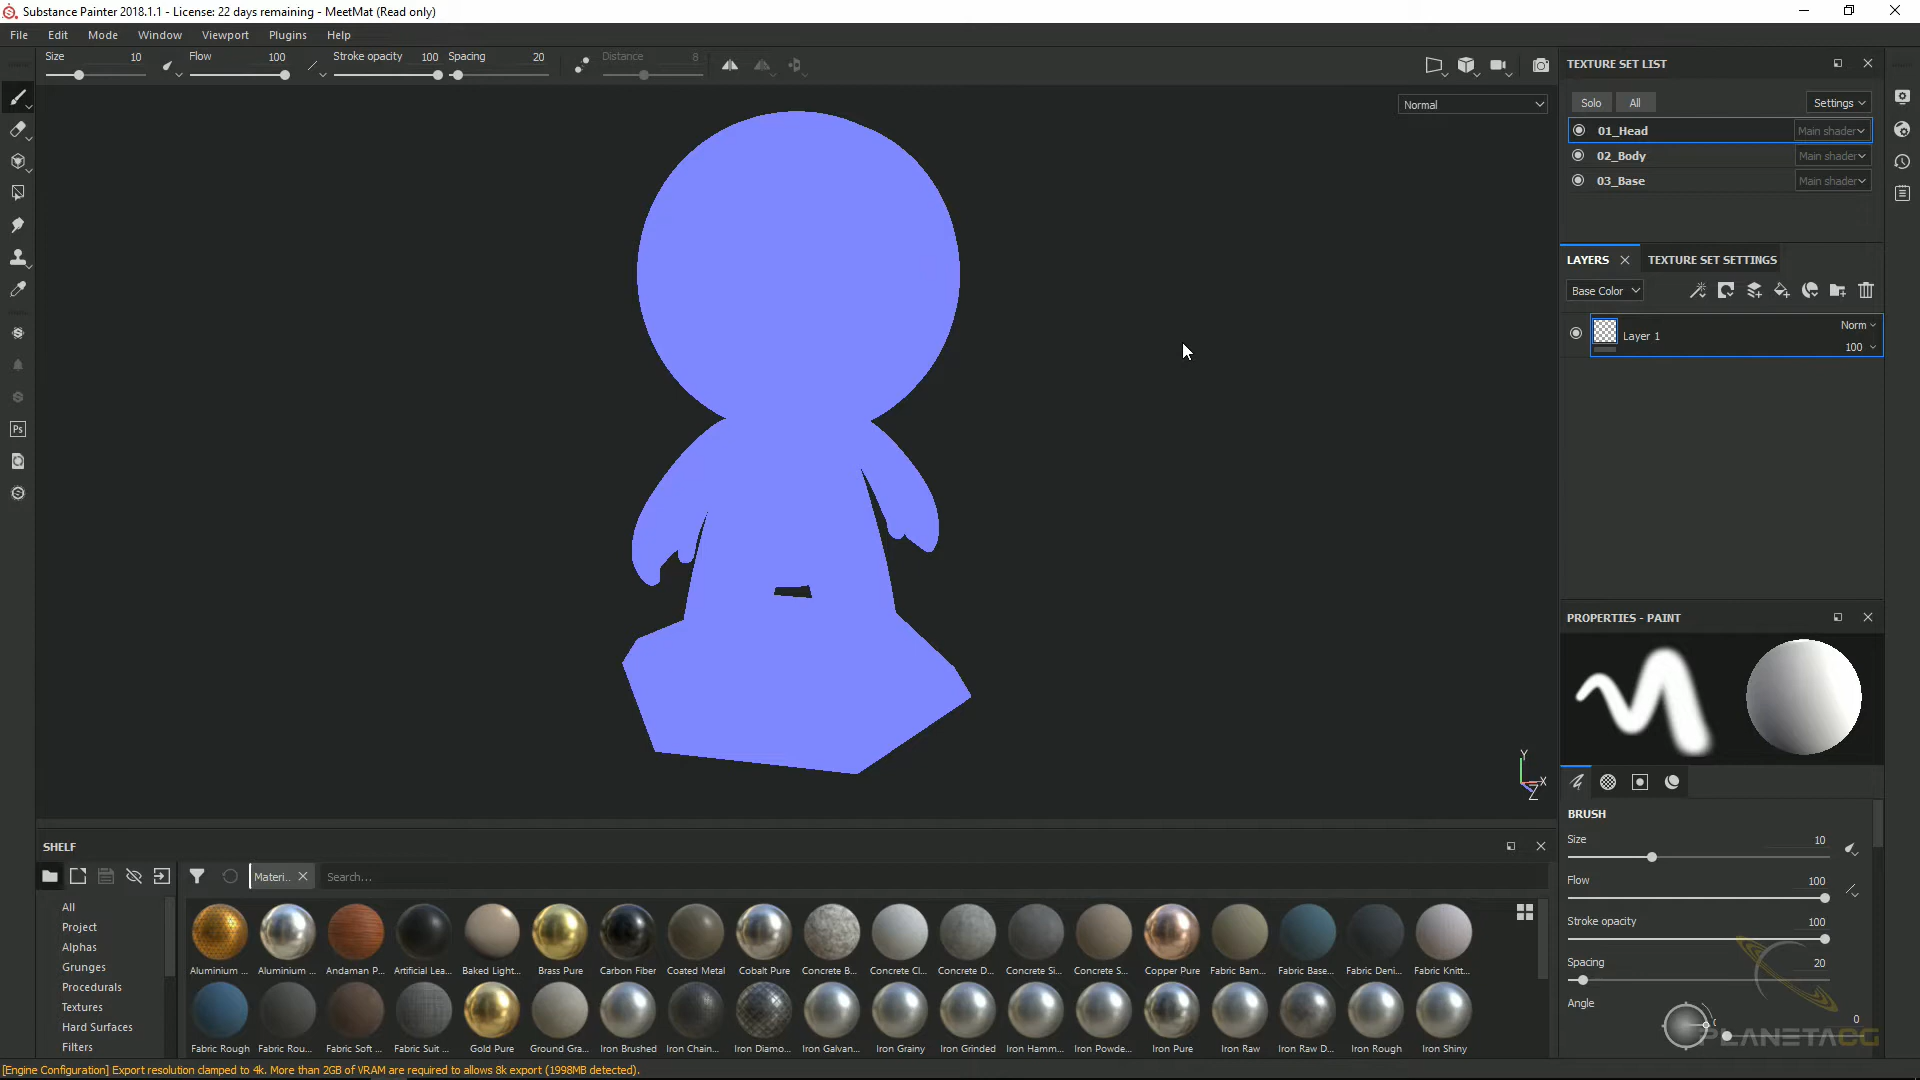 Substance Painter 2018.1.1 - License: 22 days remaining - MeetMat (Read only)
File Edit Mode Window Viewport Plugins Help
Size 10 Flow 100 Stroke opacity 100 Spacing 20 Distance 8
Normal
TEXTURE SET LIST
Solo All Settings
01_Head Main shader
02_Body Main shader
03_Base Main shader
LAYERS TEXTURE SET SETTINGS
Base Color
Layer 1 Norm
100
Ps
Y
X
Z
PROPERTIES - PAINT
BRUSH
Size 10
Flow 100
Stroke opacity 100
Spacing 20
Angle 0
PLANETACG
SHELF
Materi.. Search...
All
Project
Alphas
Grunges
Procedurals
Textures
Hard Surfaces
Filters
Aluminium ... Aluminium ... Andaman P... Artificial Lea... Baked Light... Brass Pure Carbon Fiber Coated Metal Cobalt Pure Concrete B... Concrete Cl... Concrete D... Concrete Si... Concrete S... Copper Pure Fabric Bam... Fabric Base... Fabric Deni... Fabric Knitt...
Fabric Rough Fabric Rou... Fabric Soft ... Fabric Suit ... Gold Pure Ground Gra... Iron Brushed Iron Chain... Iron Diamo... Iron Galvan... Iron Grainy Iron Grinded Iron Hamm... Iron Powde... Iron Pure Iron Raw Iron Raw D... Iron Rough Iron Shiny
[Engine Configuration] Export resolution clamped to 4k. More than 2GB of VRAM are required to allows 8k export (1998MB detected).